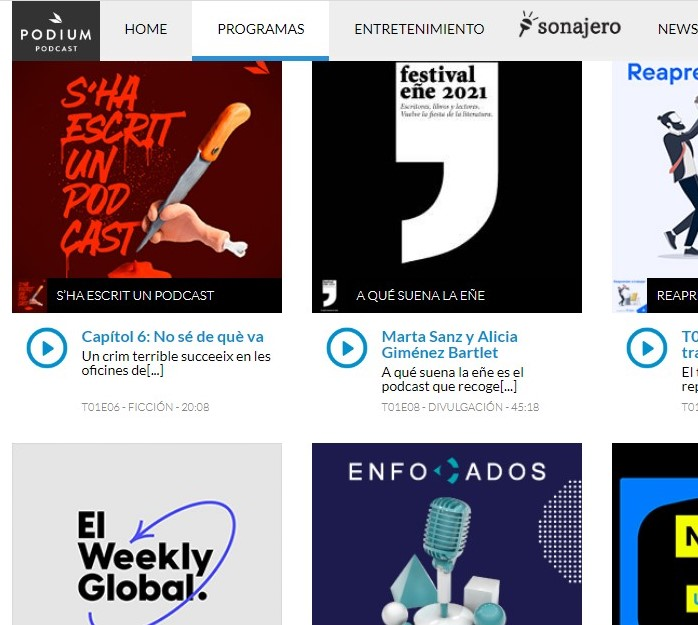 PODIUM
PODCAST
HOME
PROGRAMAS
ENTRETENIMIENTO
sonajero
NEWS
S'HA
ESCRIT
UN
POD
CAST
S'HA ESCRIT UN PODCAST
Capítol 6: No sé de què va
Un crim terrible succeeix en les
oficines de[...]
T01E06 - FICCIÓN - 20:08
festival
eñe 2021
Escritores, libros y lectores.
Vuelve la fiesta de la literatura.
A QUÉ SUENA LA EÑE
Marta Sanz y Alicia
Giménez Bartlet
A qué suena la eñe es el
podcast que recoge[...]
T01E08 - DIVULGACIÓN - 45:18
Reapre
REAPR
T0
tra
El t
rep
T01
El
Weekly
Global.
ENFOCADOS
N